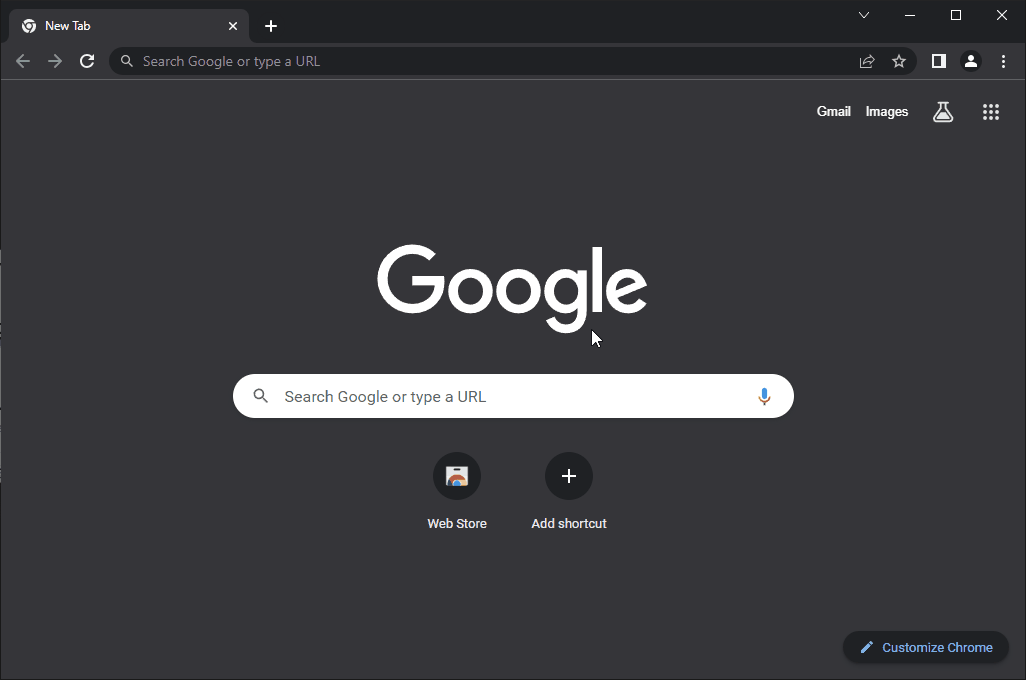 New Tab
Search Google or type a URL
Gmail Images
Google
Search Google or type a URL
Web Store Add shortcut
Customize Chrome